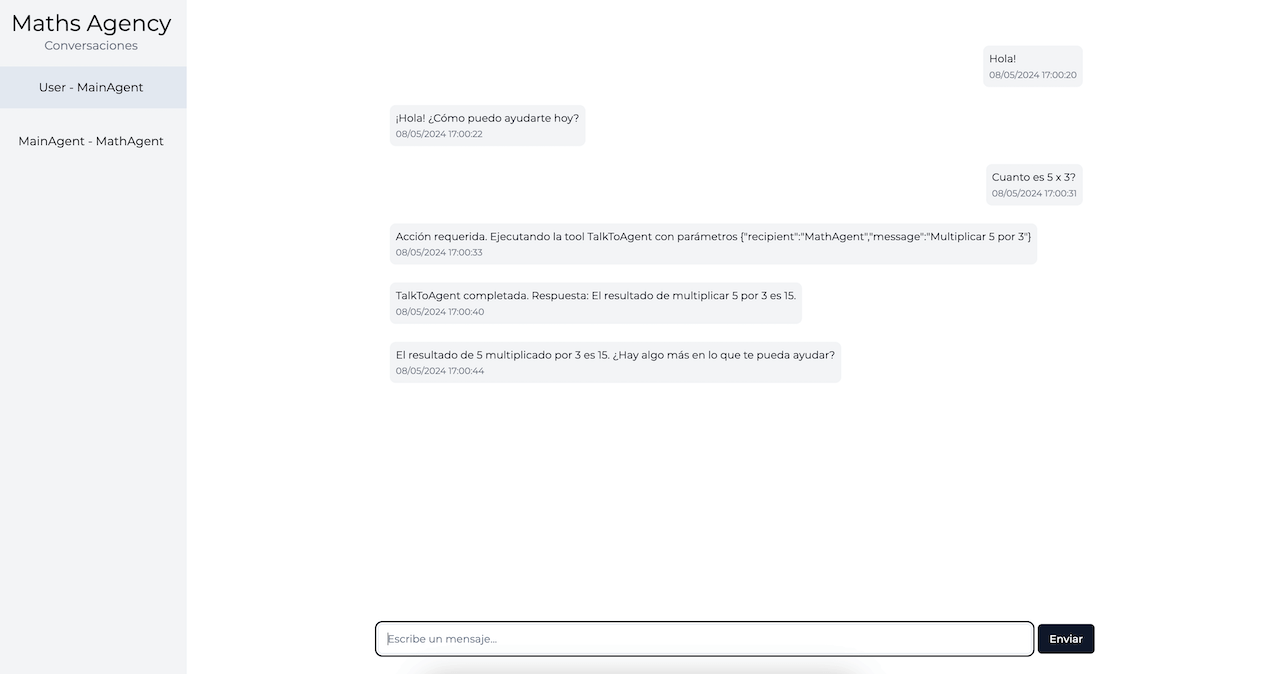 Maths Agency
Conversaciones
User - MainAgent
MainAgent - MathAgent
Hola!
08/05/2024 17:00:20
¡Hola! ¿Cómo puedo ayudarte hoy?
08/05/2024 17:00:22
Cuanto es 5 x 3?
08/05/2024 17:00:31
Acción requerida. Ejecutando la tool TalkToAgent con parámetros {"recipient":"MathAgent","message":"Multiplicar 5 por 3"}
08/05/2024 17:00:33
TalkToAgent completada. Respuesta: El resultado de multiplicar 5 por 3 es 15.
08/05/2024 17:00:40
El resultado de 5 multiplicado por 3 es 15. ¿Hay algo más en lo que te pueda ayudar?
08/05/2024 17:00:44
Escribe un mensaje...
Enviar